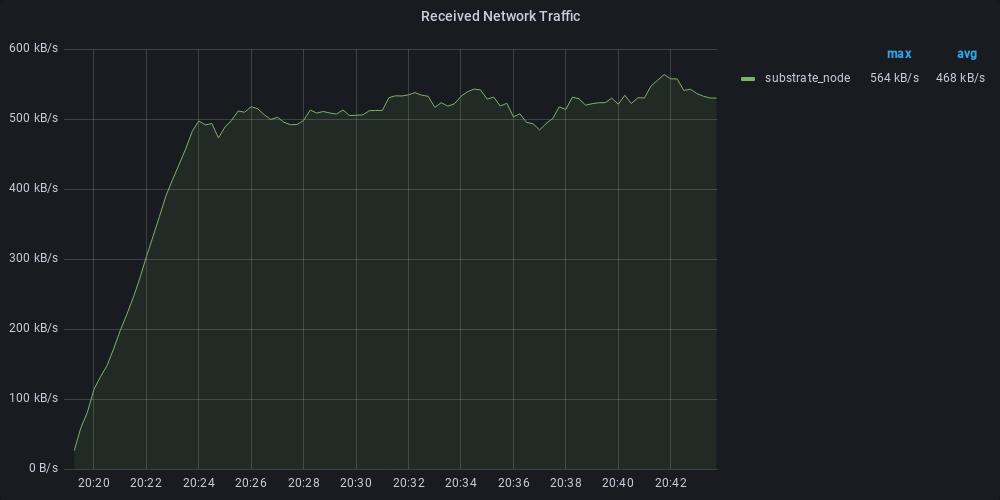 Received Network Traffic
600 kB/s
500 kB/s
400 kB/s
300 kB/s
200 kB/s
100 kB/s
0 B/s
20:20 20:22 20:24 20:26 20:28 20:30 20:32 20:34 20:36 20:38 20:40 20:42
max avg
substrate_node 564 kB/s 468 kB/s